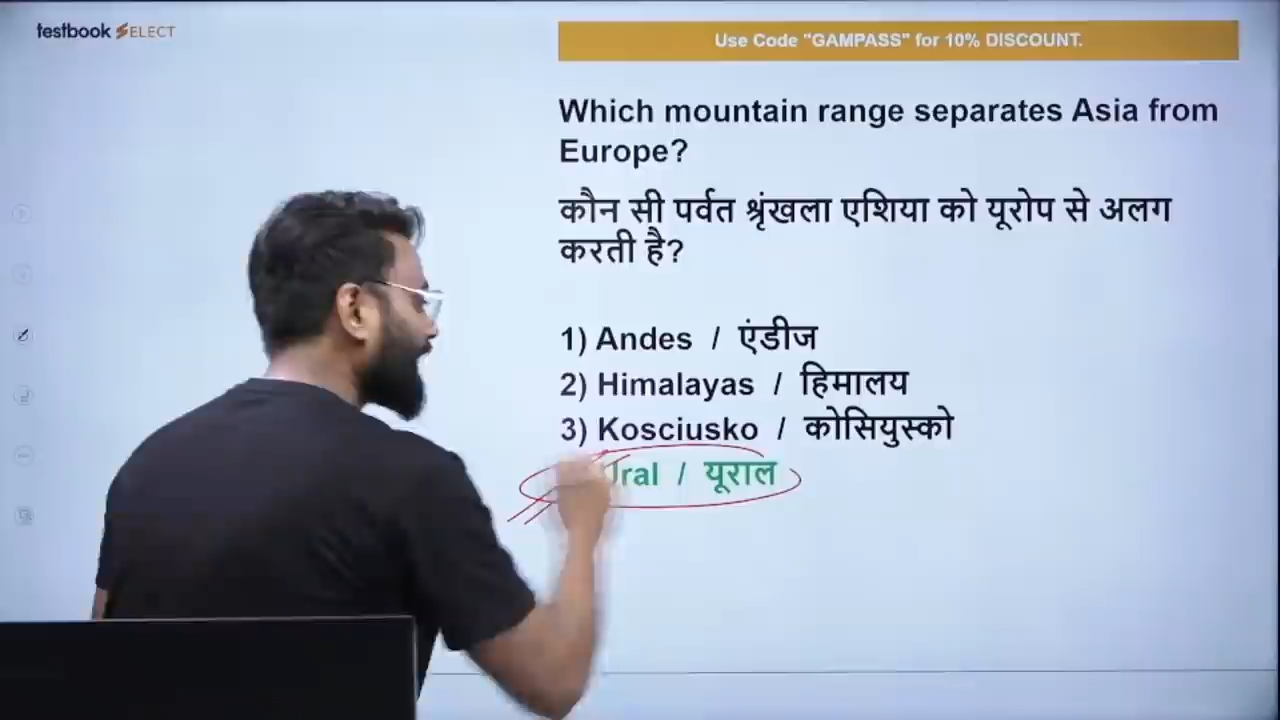 testbook SELECT
Use Code "GAMPASS" for 10% DISCOUNT.
Which mountain range separates Asia from
Europe?
कौन सी पर्वत श्रृंखला एशिया को यूरोप से अलग
करती है?
1) Andes / एंडीज
2) Himalayas / हिमालय
3) Kosciusko / कोसियुस्को
Ural / यूराल